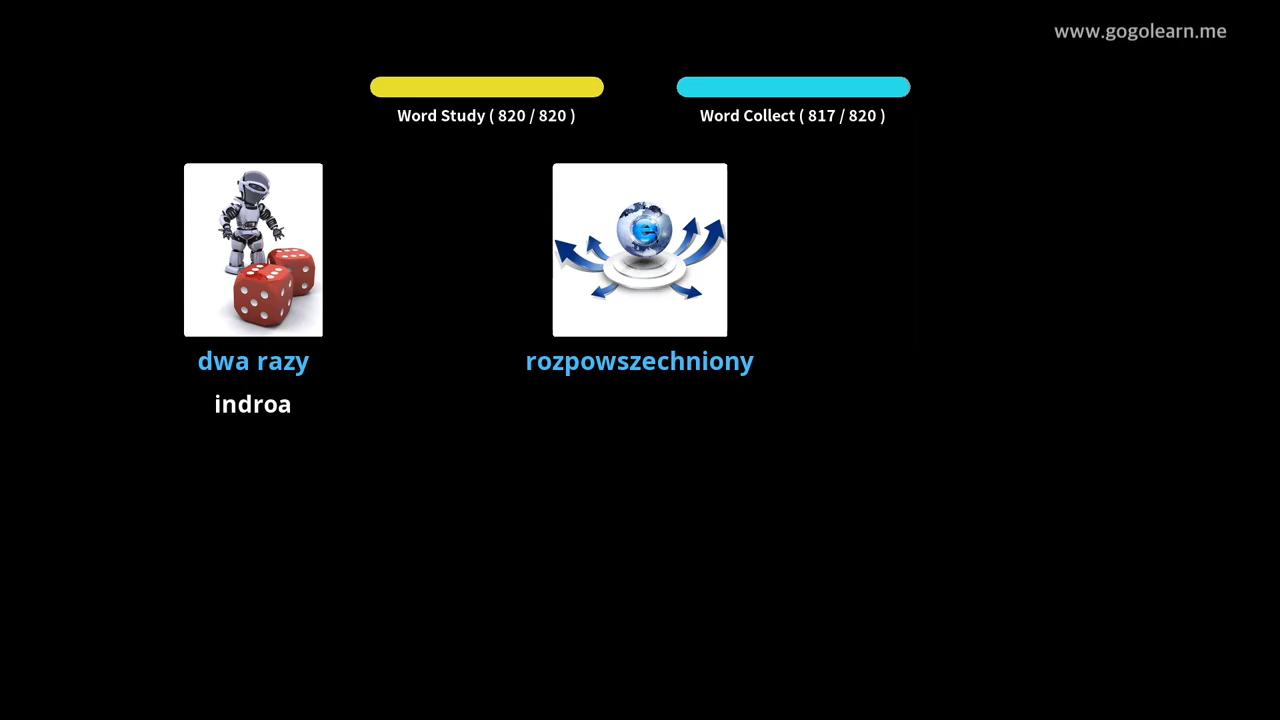 www.gogolearn.me
Word Study ( 820 / 820 )
Word Collect ( 817 / 820 )
e
dwa razy
rozpowszechniony
indroa